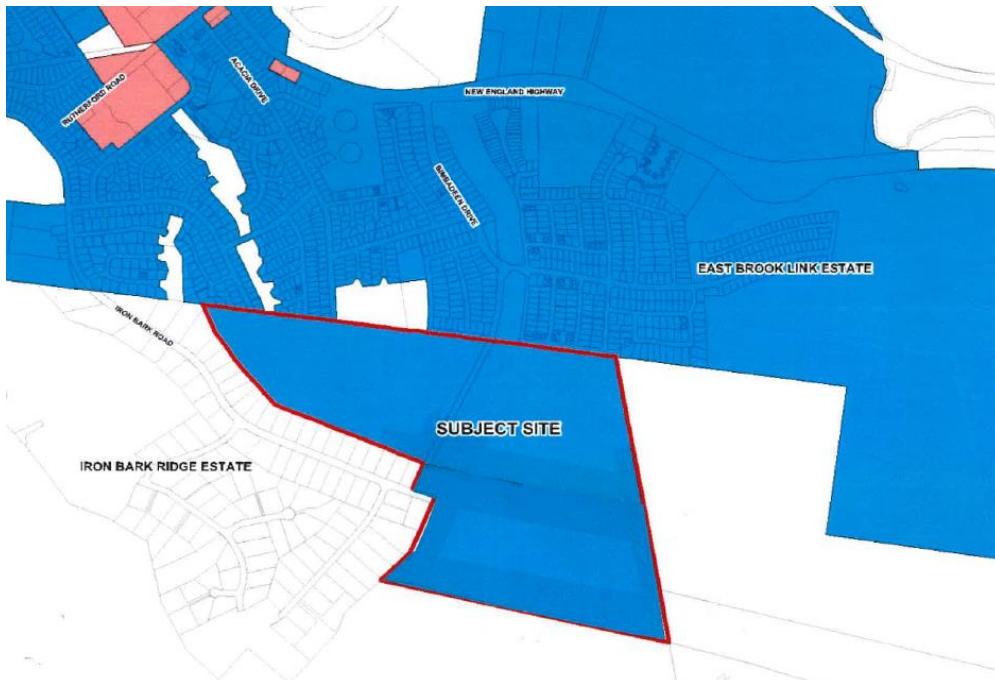 RUTHERFORD ROAD
ACACIA DRIVE
NEW ENGLAND HIGHWAY
BIMBADEEN DRIVE
EAST BROOK LINK ESTATE
IRON BARK ROAD
SUBJECT SITE
IRON BARK RIDGE ESTATE